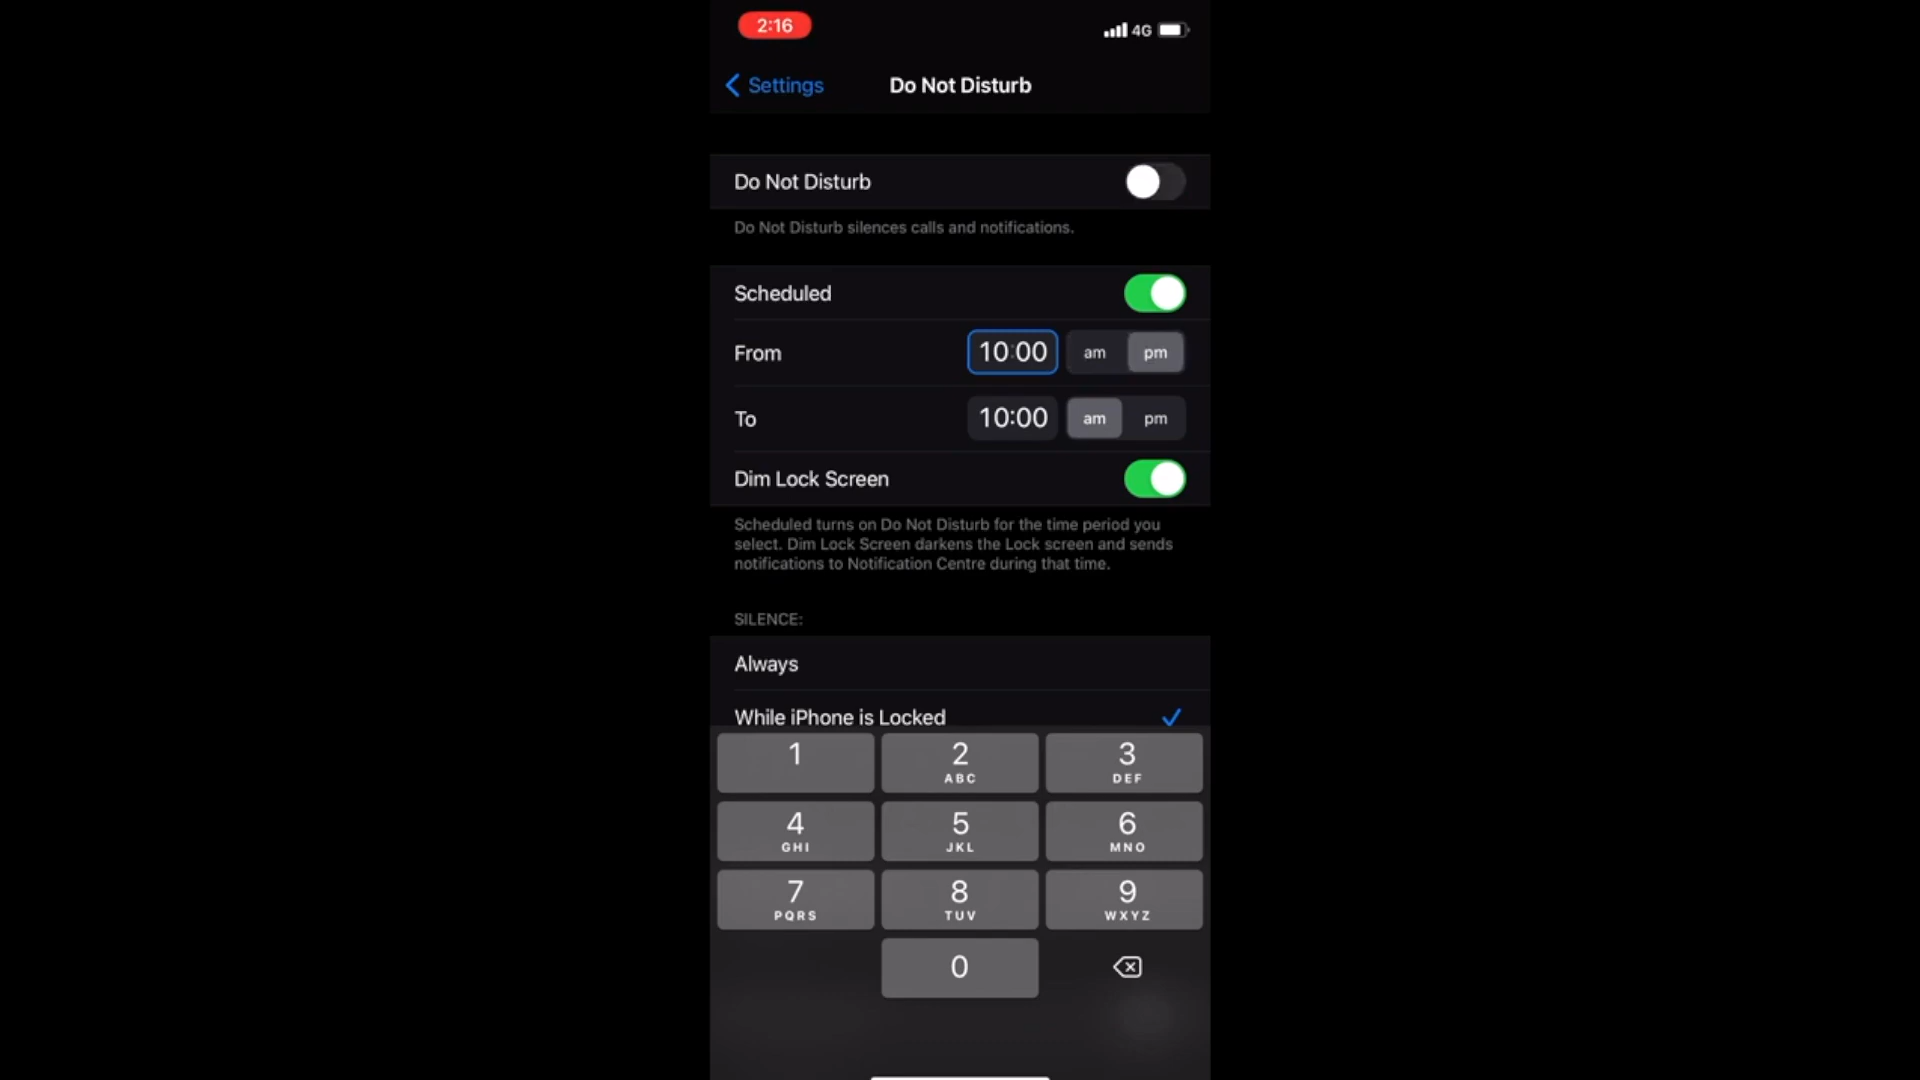 2:16 4G
Settings Do Not Disturb
Do Not Disturb
Do Not Disturb silences calls and notifications.
Scheduled
From 10:00 am pm
To 10:00 am pm
Dim Lock Screen
Scheduled turns on Do Not Disturb for the time period you
select. Dim Lock Screen darkens the Lock screen and sends
notifications to Notification Centre during that time.
SILENCE:
Always
While iPhone is Locked
1 2 3
ABC DEF
4 5 6
GHI JKL MNO
7 8 9
PQRS TUV WXYZ
0